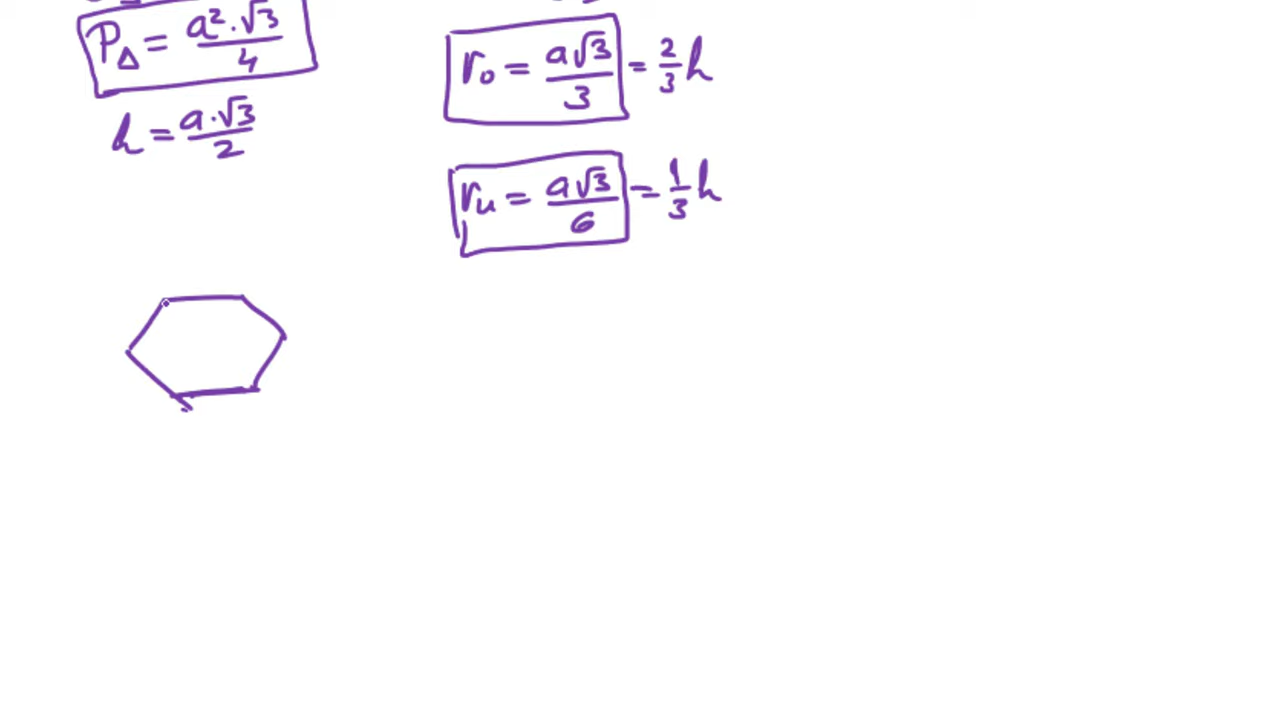 P△ = a²·√3/4
h = a·√3/2
r₀ = a√3/3 = 2/3 h
rᵤ = a√3/6 = 1/3 h